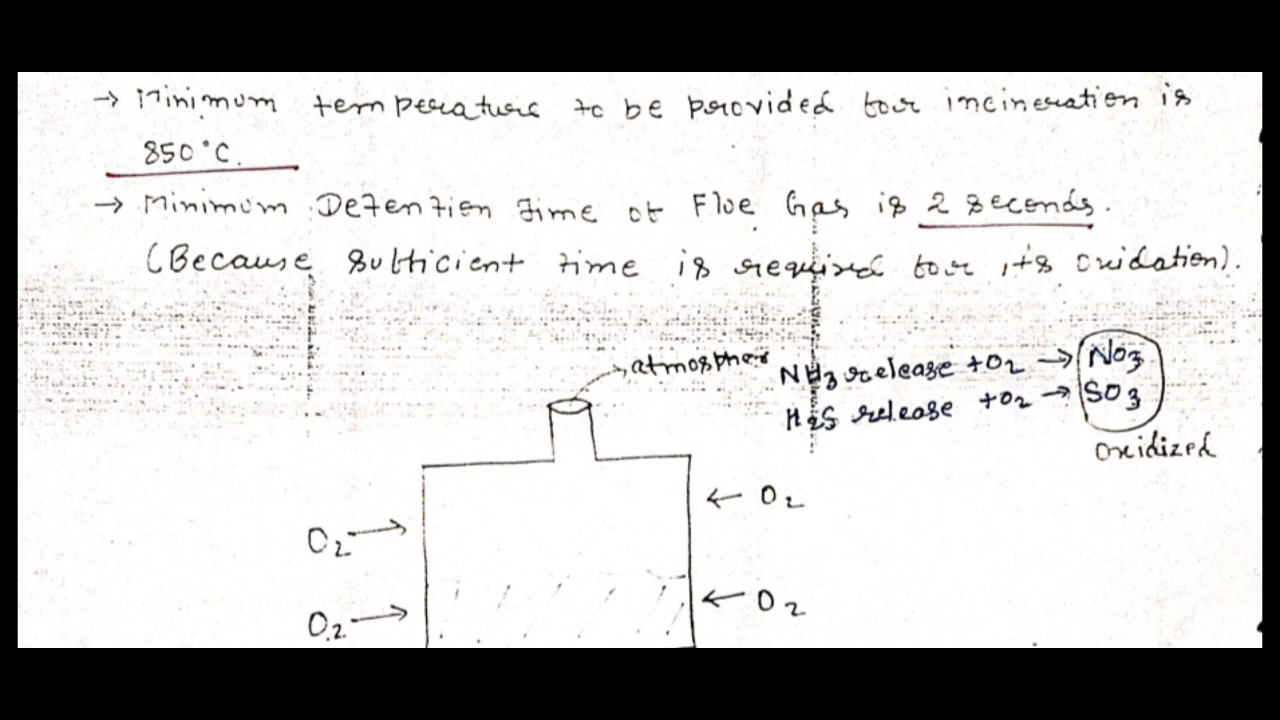 → Minimum temperature to be provided for incineration is
850°C.
→ Minimum Detention Time of Flue Gas is 2 seconds.
(Because sufficient time is required for its oxidation).
atmospher
NH3 release + O2 → NO3
H2S release + O2 → SO3
Oxidized
← O2
O2 →
← O2
O2 →